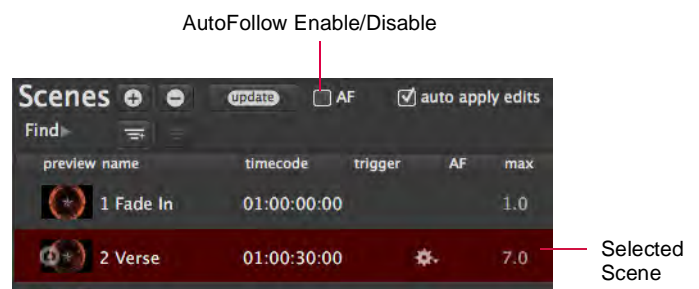 AutoFollow Enable/Disable
Scenes update AF auto apply edits
Find
preview name timecode trigger AF max
1 Fade In 01:00:00:00 1.0
2 Verse 01:00:30:00 7.0
Selected
Scene